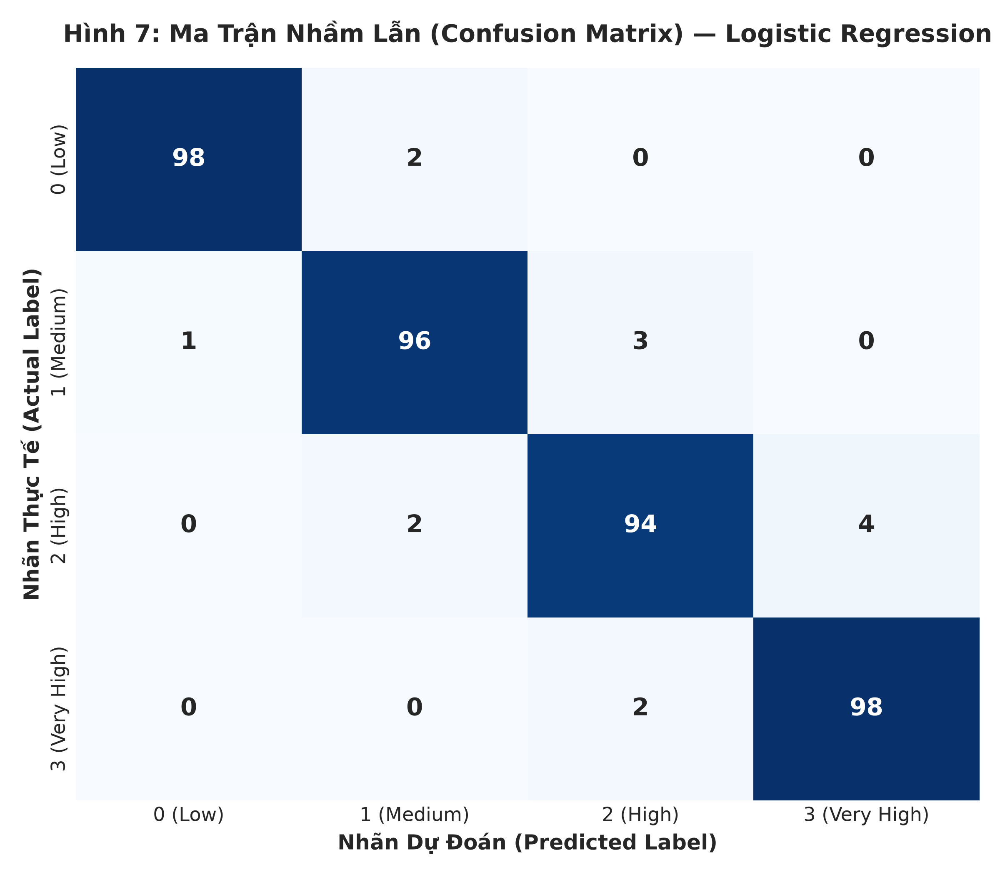 Hình 7: Ma Trận Nhầm Lẫn (Confusion Matrix) — Logistic Regression
Nhãn Thực Tế (Actual Label)
0 (Low)
98 2 0 0
1 (Medium)
1 96 3 0
2 (High)
0 2 94 4
3 (Very High)
0 0 2 98
0 (Low) 1 (Medium) 2 (High) 3 (Very High)
Nhãn Dự Đoán (Predicted Label)